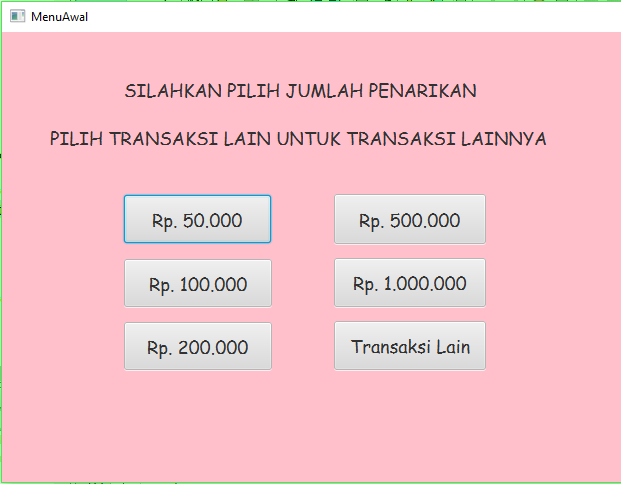 MenuAwal
SILAHKAN PILIH JUMLAH PENARIKAN
PILIH TRANSAKSI LAIN UNTUK TRANSAKSI LAINNYA
Rp. 50.000
Rp. 500.000
Rp. 100.000
Rp. 1.000.000
Rp. 200.000
Transaksi Lain